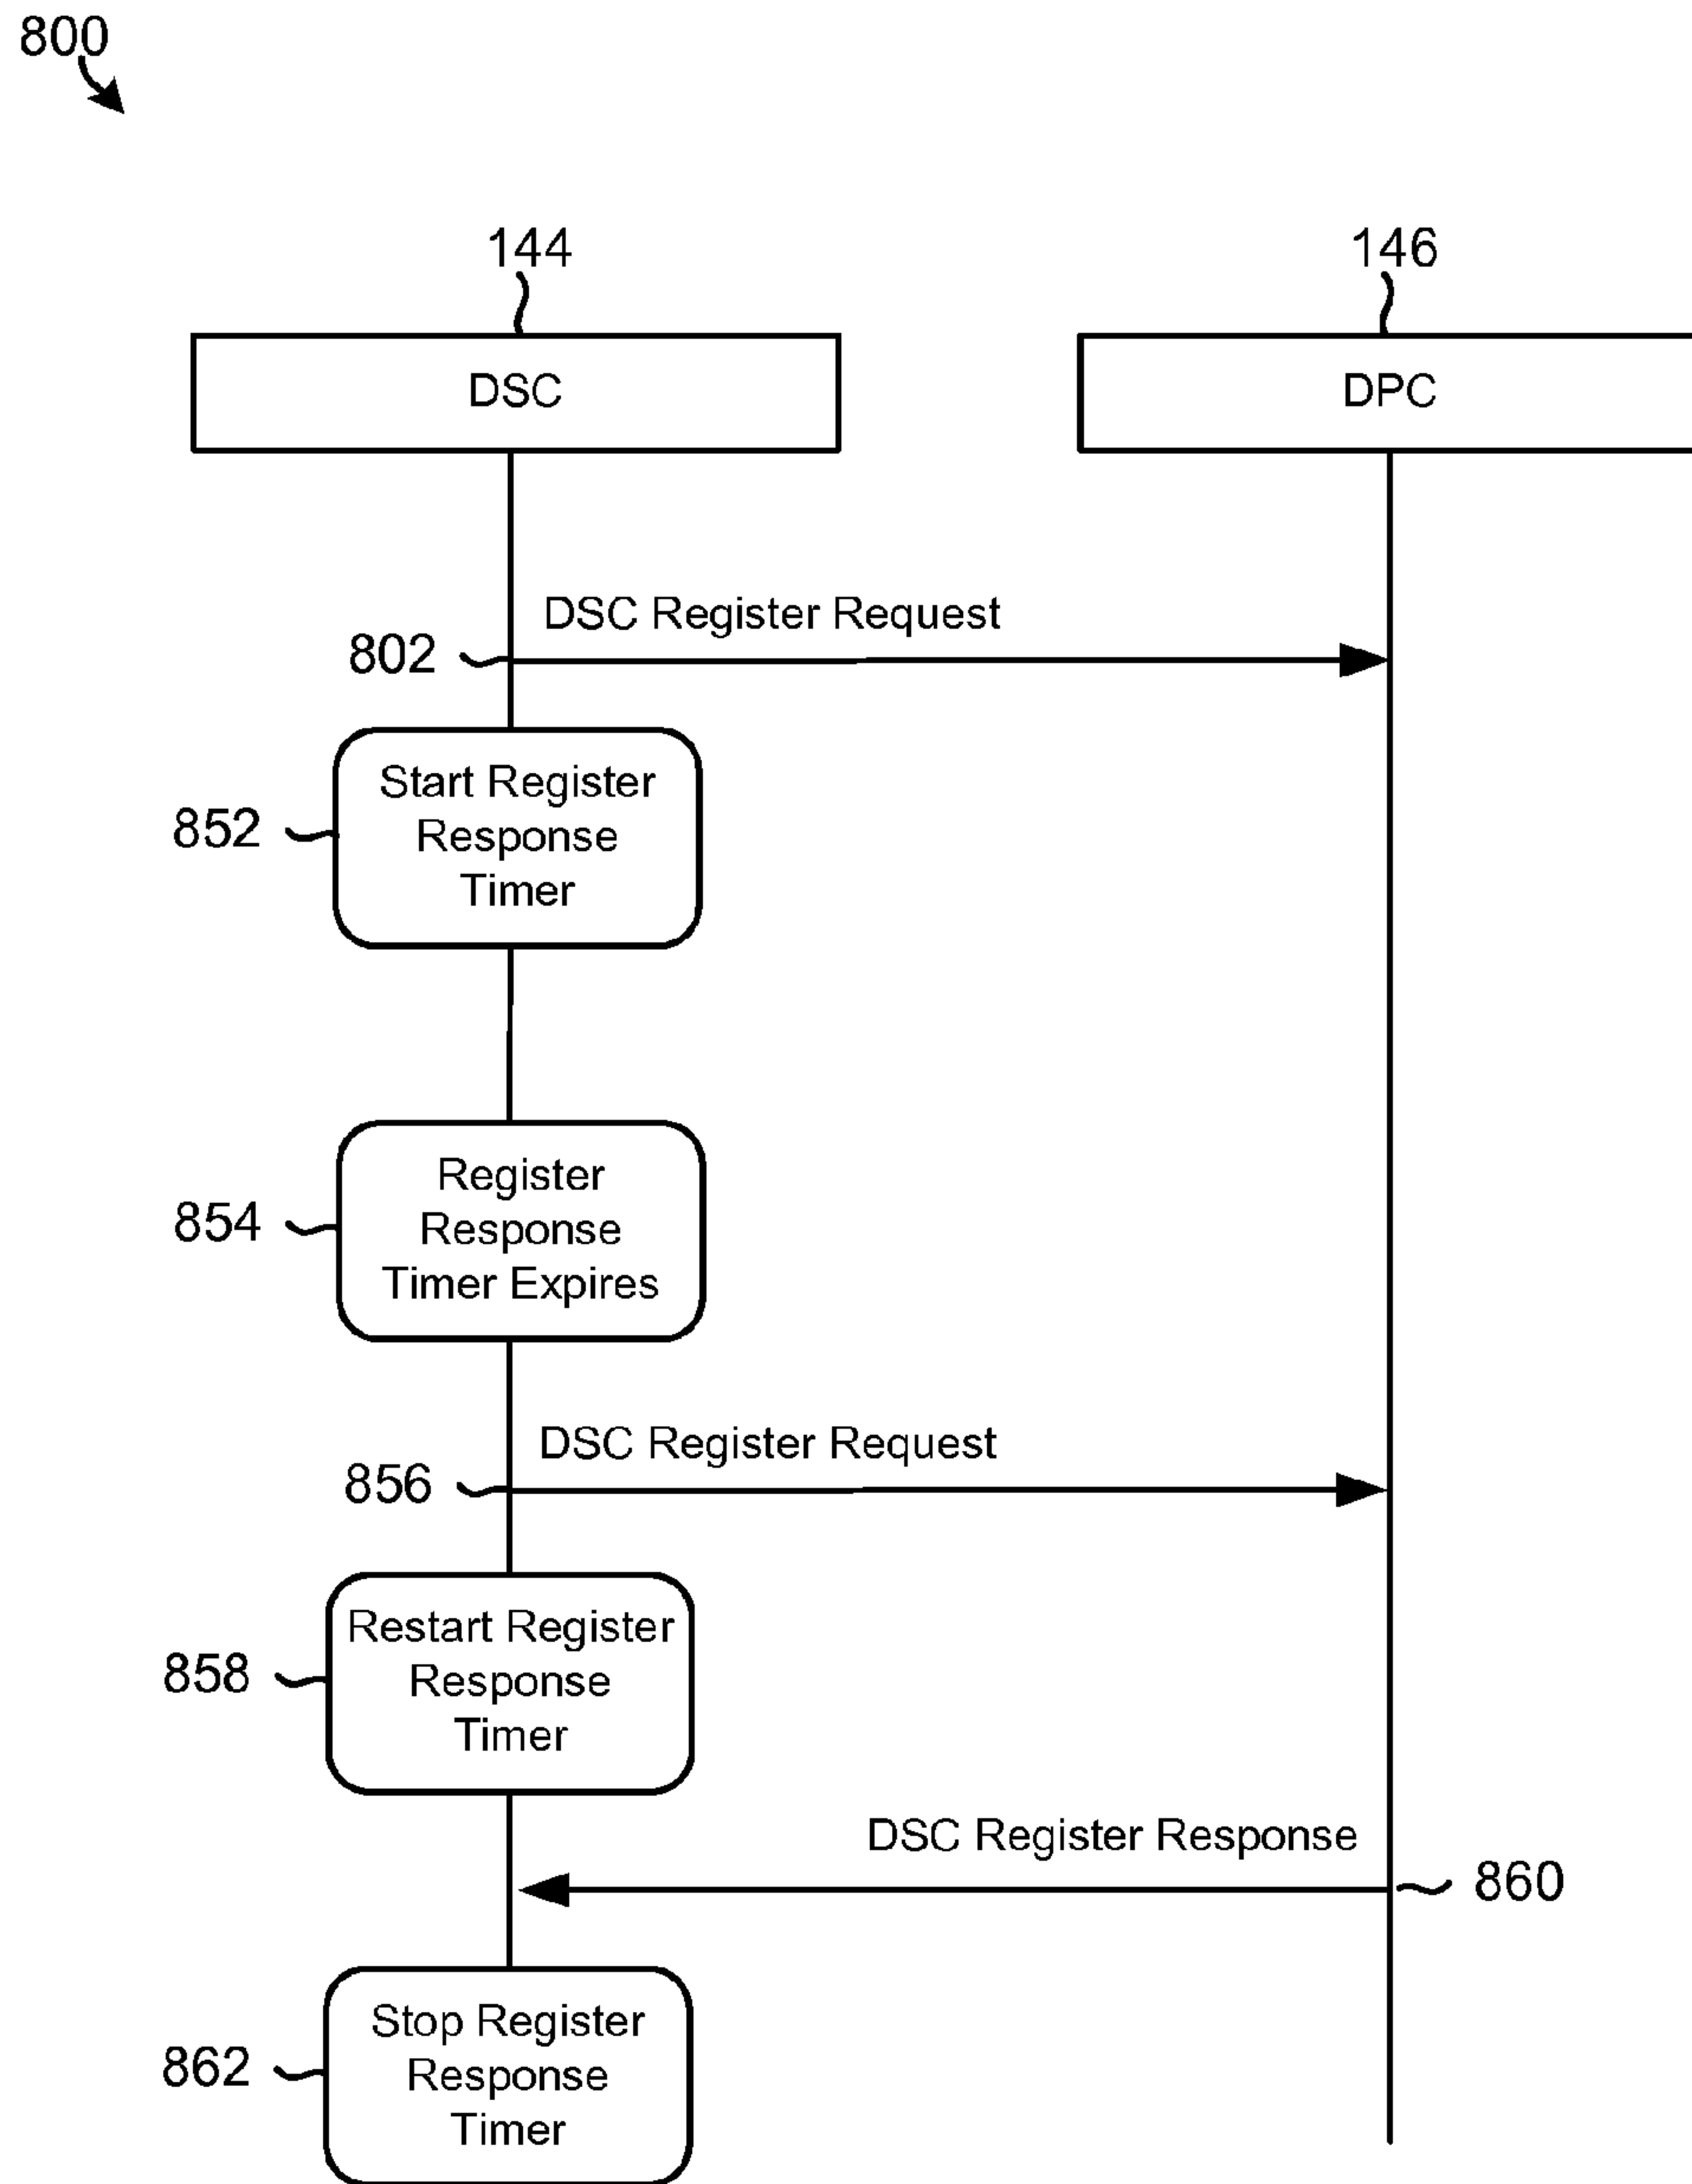 800
144
146
DSC
DPC
DSC Register Request
802
Start Register
Response
Timer
852
Register
Response
Timer Expires
854
DSC Register Request
856
Restart Register
Response
Timer
858
DSC Register Response
860
Stop Register
Response
Timer
862